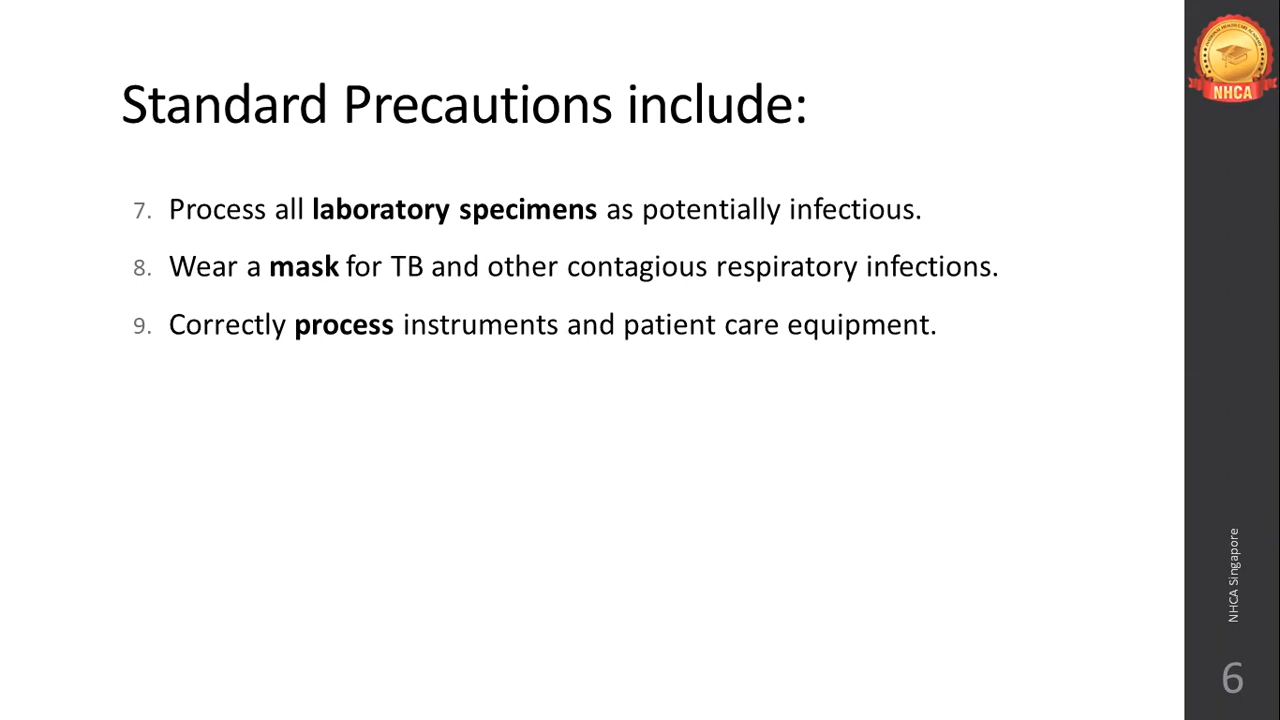 Standard Precautions include:
7. Process all laboratory specimens as potentially infectious.
8. Wear a mask for TB and other contagious respiratory infections.
9. Correctly process instruments and patient care equipment.
NHCA
NHCA Singapore
6